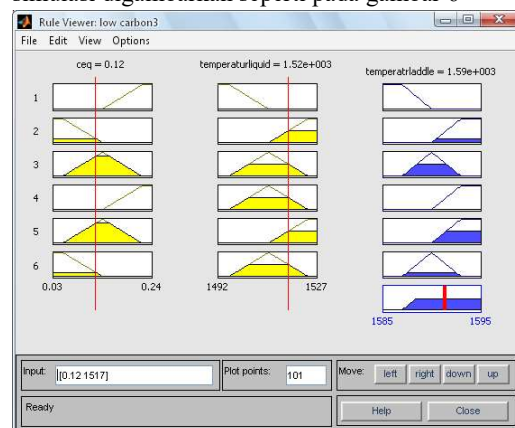 simulasi digambarkan seperti pada gambar 6
Rule Viewer: low carbon3
File Edit View Options
ceq = 0.12
temperaturliquid = 1.52e+003
temperatrladdle = 1.59e+003
1
2
3
4
5
6
0.03 0.24
1492 1527
1585 1595
Input: [0.12 1517]
Plot points: 101
Move: left right down up
Ready
Help Close